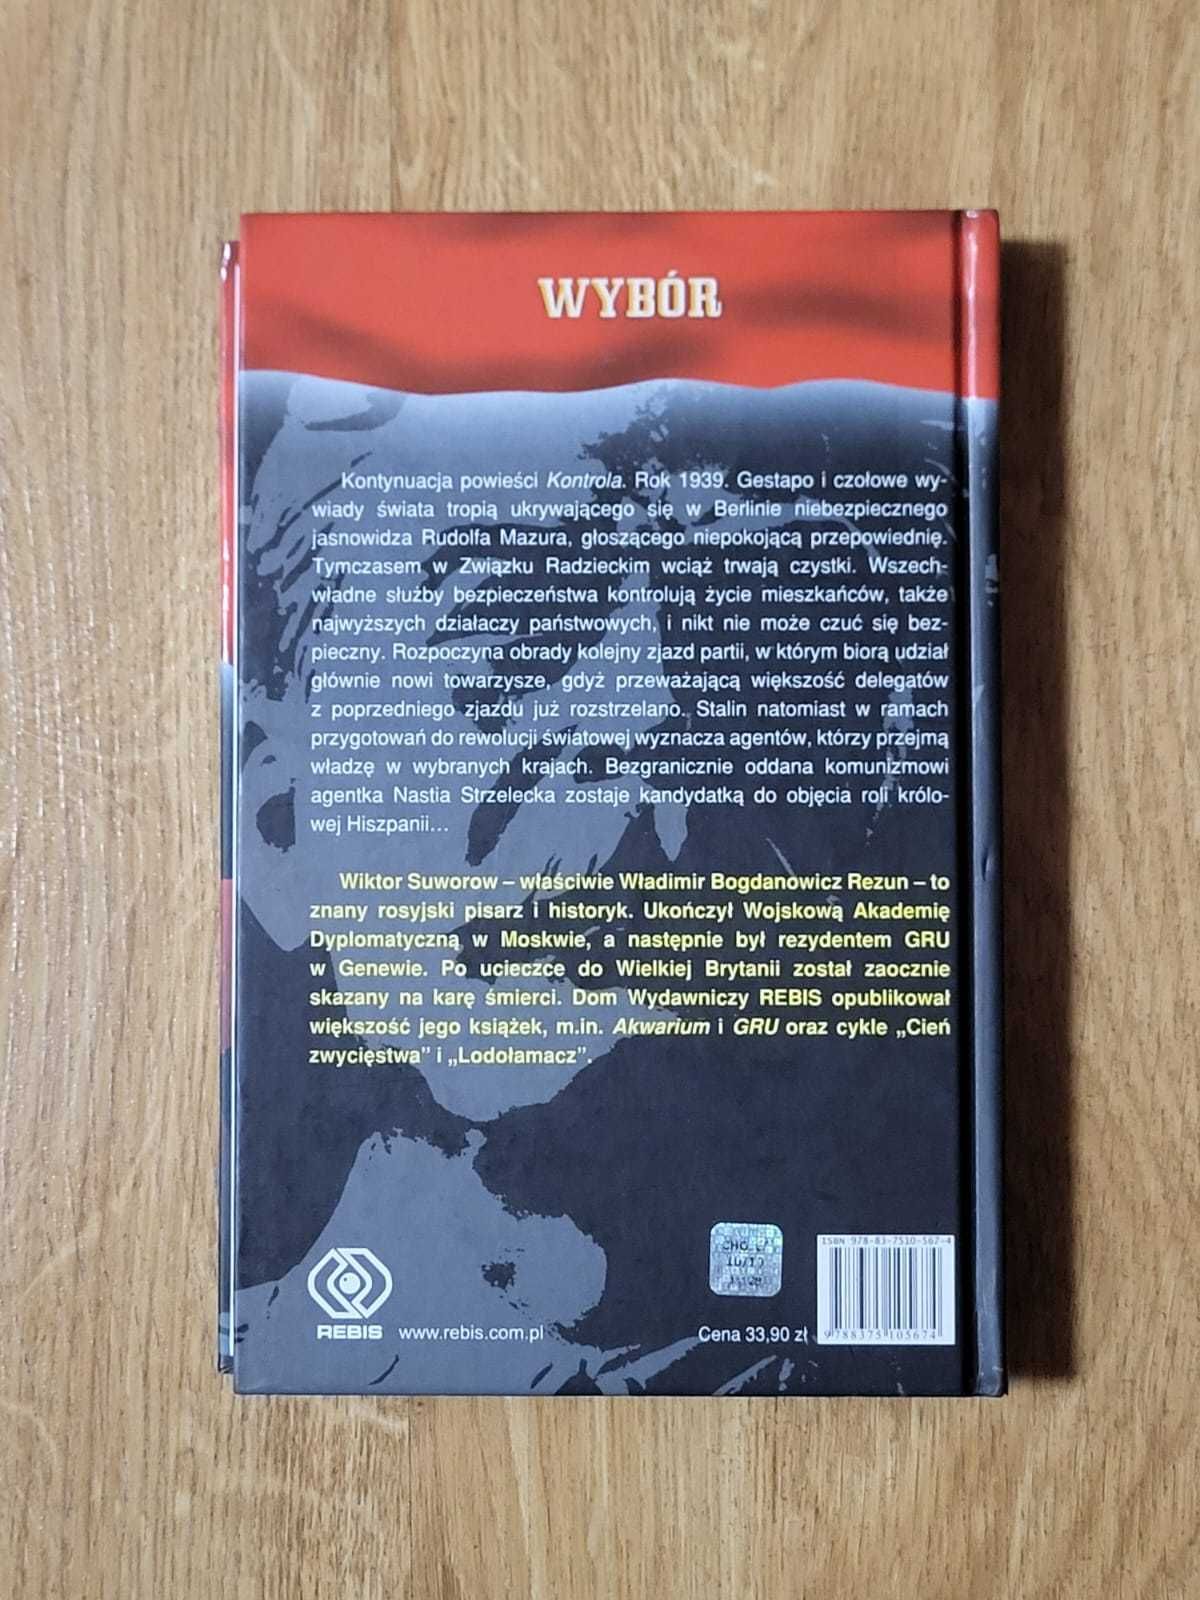 WYBÓR
Kontynuacja powieści Kontrola. Rok 1939. Gestapo i czołowe wy-
wiady świata tropią ukrywającego się w Berlinie niebezpiecznego
jasnowidza Rudolfa Mazura, głoszącego niepokojącą przepowiednię.
Tymczasem w Związku Radzieckim wciąż trwają czystki. Wszech-
władne służby bezpieczeństwa kontrolują życie mieszkańców, także
najwyższych działaczy państwowych, i nikt nie może czuć się bez-
pieczny. Rozpoczyna obrady kolejny zjazd partii, w którym biorą udział
głównie nowi towarzysze, gdyż przeważającą większość delegatów
z poprzedniego zjazdu już rozstrzelano. Stalin natomiast w ramach
przygotowań do rewolucji światowej wyznacza agentów, którzy przejmą
władzę w wybranych krajach. Bezgranicznie oddana komunizmowi
agentka Nastia Strzelecka zostaje kandydatką do objęcia roli królo-
wej Hiszpanii...
Wiktor Suworow – właściwie Władimir Bogdanowicz Rezun – to
znany rosyjski pisarz i historyk. Ukończył Wojskową Akademię
Dyplomatyczną w Moskwie, a następnie był rezydentem GRU
w Genewie. Po ucieczce do Wielkiej Brytanii został zaocznie
skazany na karę śmierci. Dom Wydawniczy REBIS opublikował
większość jego książek, m.in. Akwarium i GRU oraz cykle „Cień
zwycięstwa” i „Lodołamacz”.
ISBN 978-83-7510-567-4
REBIS www.rebis.com.pl
Cena 33,90 zł
9788375105674